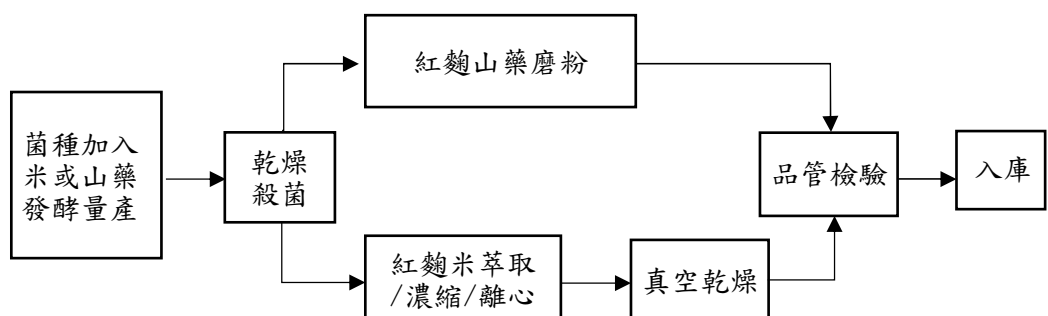 菌種加入
米或山藥
發酵量產
乾燥
殺菌
紅麴山藥磨粉
紅麴米萃取
/濃縮/離心
真空乾燥
品管檢驗
入庫